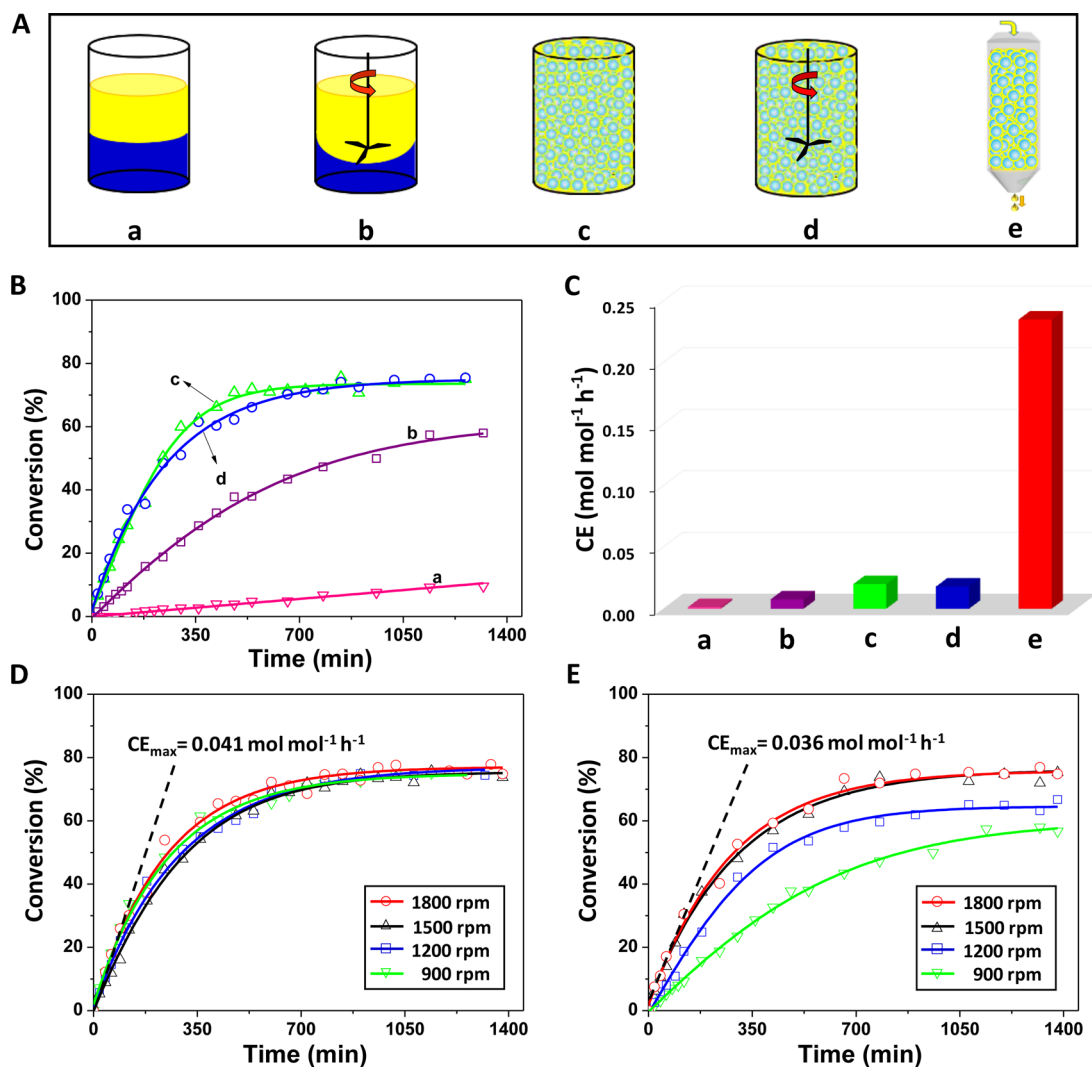 A
a b c d e
B
Conversion (%)
100
80
60
40
20
0
c
d
b
a
0 350 700 1050 1400
Time (min)
C
CE (mol mol⁻¹ h⁻¹)
0.25
0.20
0.15
0.10
0.05
0.00
a b c d e
D
Conversion (%)
100
80
60
40
20
0
CEmax= 0.041 mol mol⁻¹ h⁻¹
1800 rpm
1500 rpm
1200 rpm
900 rpm
0 350 700 1050 1400
Time (min)
E
Conversion (%)
100
80
60
40
20
0
CEmax= 0.036 mol mol⁻¹ h⁻¹
1800 rpm
1500 rpm
1200 rpm
900 rpm
0 350 700 1050 1400
Time (min)